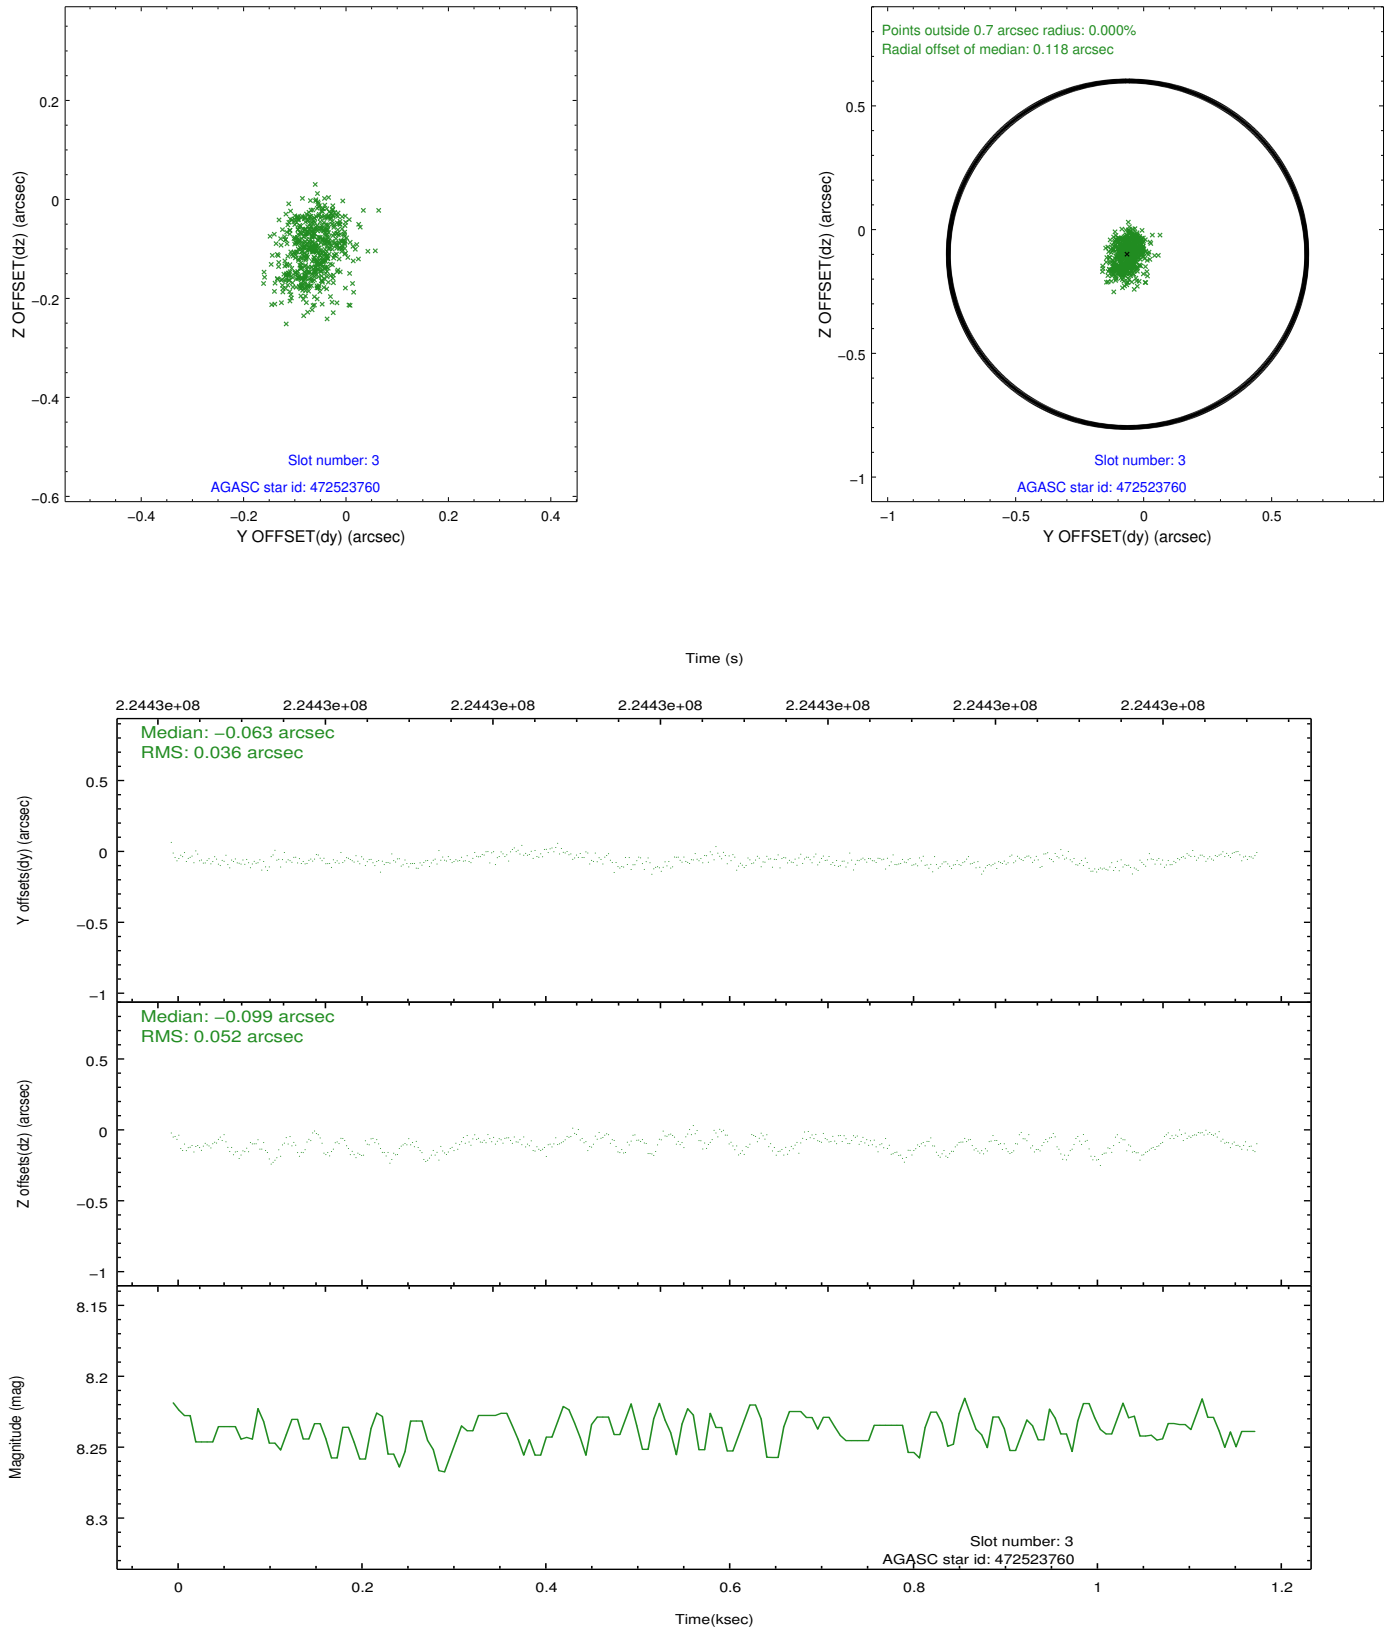 0.2
0
−0.2
−0.4
−0.6
Z OFFSET(dz) (arcsec)
Slot number: 3
AGASC star id: 472523760
−0.4 −0.2 0 0.2 0.4
Y OFFSET(dy) (arcsec)
Points outside 0.7 arcsec radius: 0.000%
Radial offset of median: 0.118 arcsec
0.5
0
−0.5
−1
Z OFFSET(dz) (arcsec)
Slot number: 3
AGASC star id: 472523760
−1 −0.5 0 0.5
Y OFFSET(dy) (arcsec)
Time (s)
2.2443e+08 2.2443e+08 2.2443e+08 2.2443e+08 2.2443e+08 2.2443e+08 2.2443e+08
Median: −0.063 arcsec
RMS: 0.036 arcsec
0.5
0
−0.5
−1
Y offsets(dy) (arcsec)
Median: −0.099 arcsec
RMS: 0.052 arcsec
0.5
0
−0.5
−1
Z offsets(dz) (arcsec)
8.15
8.2
8.25
8.3
Magnitude (mag)
Slot number: 3
AGASC star id: 472523760
0 0.2 0.4 0.6 0.8 1 1.2
Time(ksec)